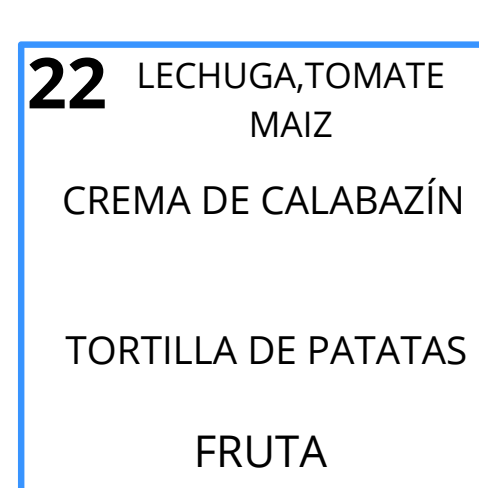 22 LECHUGA,TOMATE
MAIZ
CREMA DE CALABAZÍN
TORTILLA DE PATATAS
FRUTA